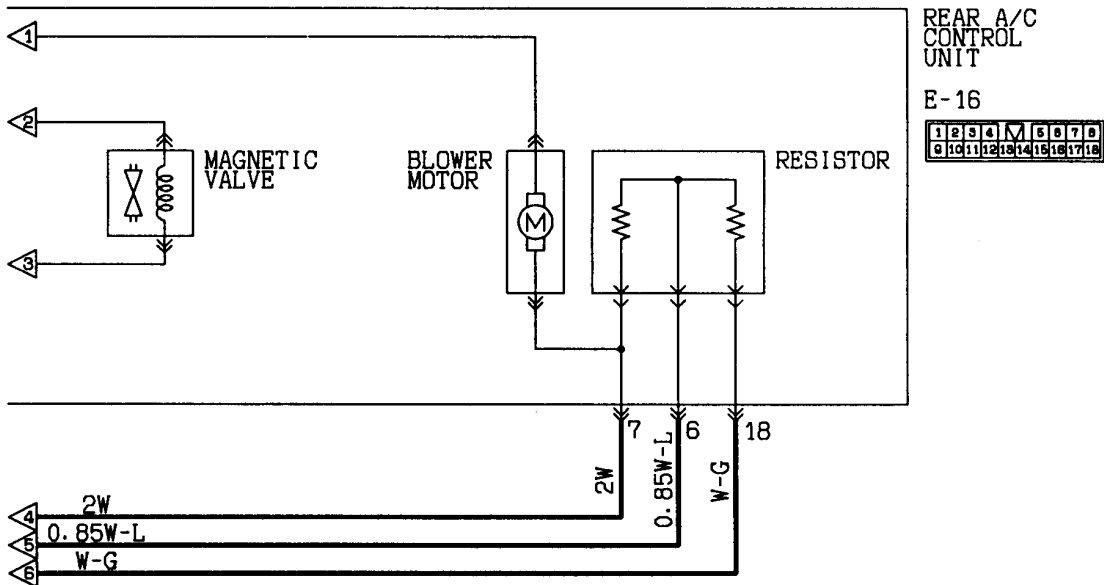 REAR A/C
CONTROL
UNIT
E-16
1 2 3 4 5 6 7 8
9 10 11 12 13 14 15 16 17 18
1
2
3
MAGNETIC
VALVE
BLOWER
MOTOR
M
RESISTOR
7 6 18
2W 0.85W-L W-G
4 2W
5 0.85W-L
6 W-G